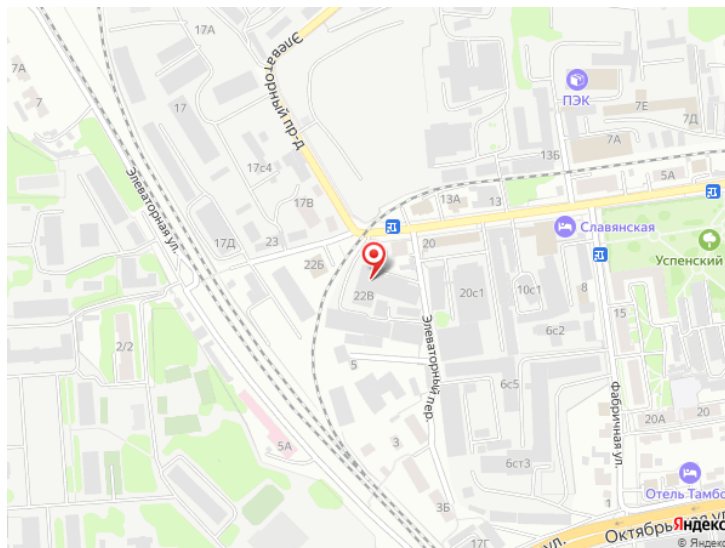 17А
7А
7
17
Элеваторный пр-д
ПЭК
7Е
7Д
7А
13Б
5А
17с4
17В
13А
13
Элеваторная ул.
17Д
23
20
Славянская
Успенский
22Б
22В
20с1
10с1
8
6с2
15
2/2
5
Элеваторный пер.
6с5
Фабричная ул.
20А
20
5А
3
6ст3
Отель Тамбо
3Б
1
17Г
ул.
Октябрьская у
Яндекс
© Яндекс